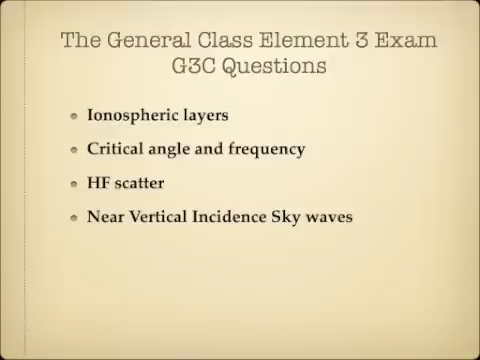 The General Class Element 3 Exam
G3C Questions
Ionospheric layers
Critical angle and frequency
HF scatter
Near Vertical Incidence Sky waves